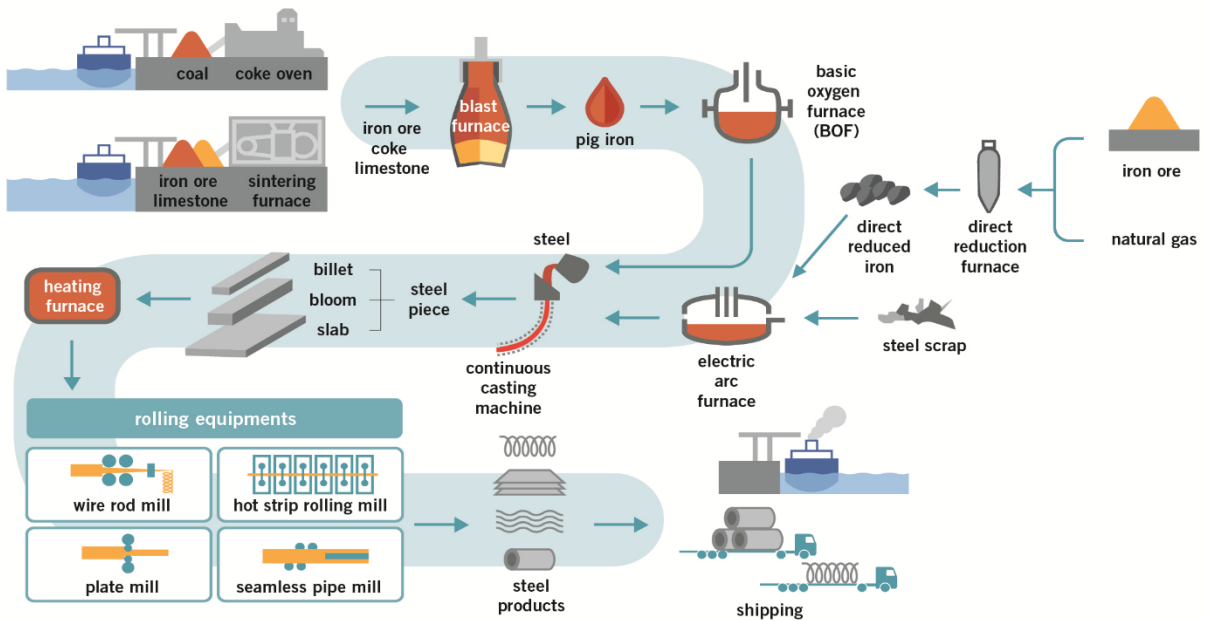 coal
coke oven
iron ore
limestone
sintering
furnace
iron ore
coke
limestone
blast
furnace
pig iron
basic
oxygen
furnace
(BOF)
iron ore
natural gas
direct
reduction
furnace
direct
reduced
iron
steel scrap
electric
arc
furnace
steel
continuous
casting
machine
steel
piece
billet
bloom
slab
heating
furnace
rolling equipments
wire rod mill
hot strip rolling mill
plate mill
seamless pipe mill
steel
products
shipping